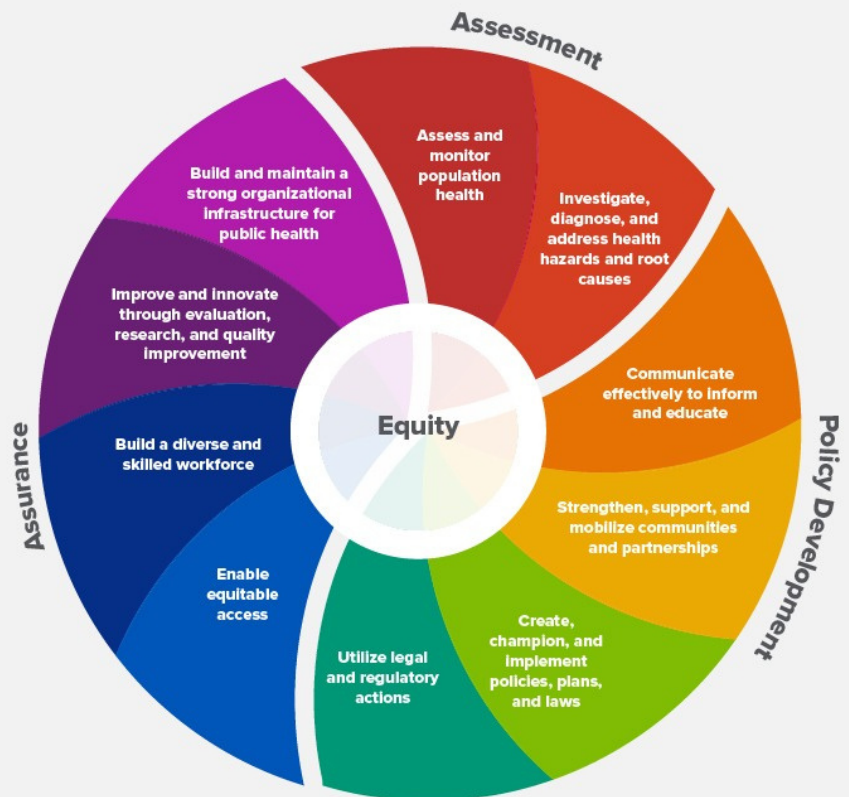 Assessment
Assess and
monitor
population
health
Investigate,
diagnose, and
address health
hazards and root
causes
Policy Development
Communicate
effectively to inform
and educate
Strengthen, support, and
mobilize communities
and partnerships
Create,
champion, and
implement
policies, plans,
and laws
Utilize legal
and regulatory
actions
Assurance
Enable
equitable
access
Build a diverse and
skilled workforce
Improve and innovate
through evaluation,
research, and quality
improvement
Build and maintain a
strong organizational
infrastructure for
public health
Equity